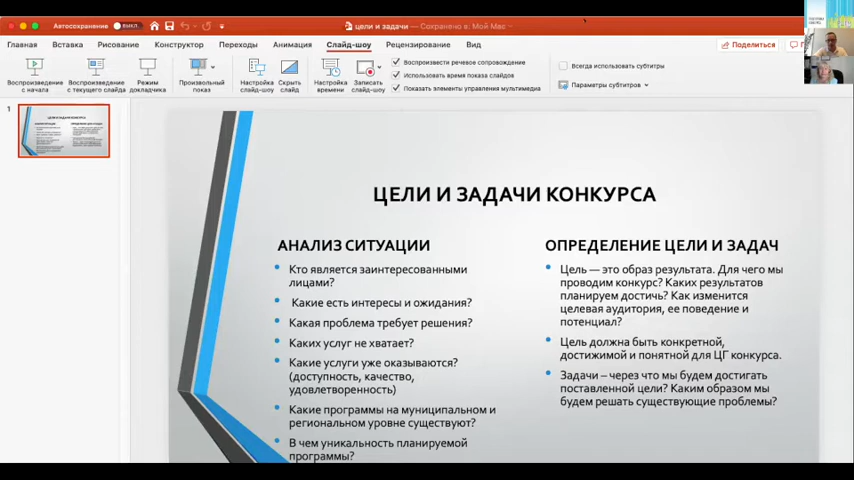 Автосохранение ВЫКЛ.
цели и задачи — Сохранено в: Мой Mac
Главная Вставка Рисование Конструктор Переходы Анимация Слайд-шоу Рецензирование Вид
Поделиться
Воспроизведение с начала
Воспроизведение с текущего слайда
Режим докладчика
Произвольный показ
Настройка слайд-шоу
Скрыть слайд
Настройка времени
Записать слайд-шоу
Воспроизвести речевое сопровождение
Использовать время показа слайдов
Показать элементы управления мультимедиа
Всегда использовать субтитры
Параметры субтитров
1
ЦЕЛИ И ЗАДАЧИ КОНКУРСА
АНАЛИЗ СИТУАЦИИ
Кто является заинтересованными
лицами?
Какие есть интересы и ожидания?
Какая проблема требует решения?
Каких услуг не хватает?
Какие услуги уже оказываются?
(доступность, качество,
удовлетворенность)
Какие программы на муниципальном и
региональном уровне существуют?
В чем уникальность планируемой
программы?
ОПРЕДЕЛЕНИЕ ЦЕЛИ И ЗАДАЧ
Цель — это образ результата. Для чего мы
проводим конкурс? Каких результатов
планируем достичь? Как изменится
целевая аудитория, ее поведение и
потенциал?
Цель должна быть конкретной,
достижимой и понятной для ЦГ конкурса.
Задачи – через что мы будем достигать
поставленной цели? Каким образом мы
будем решать существующие проблемы?